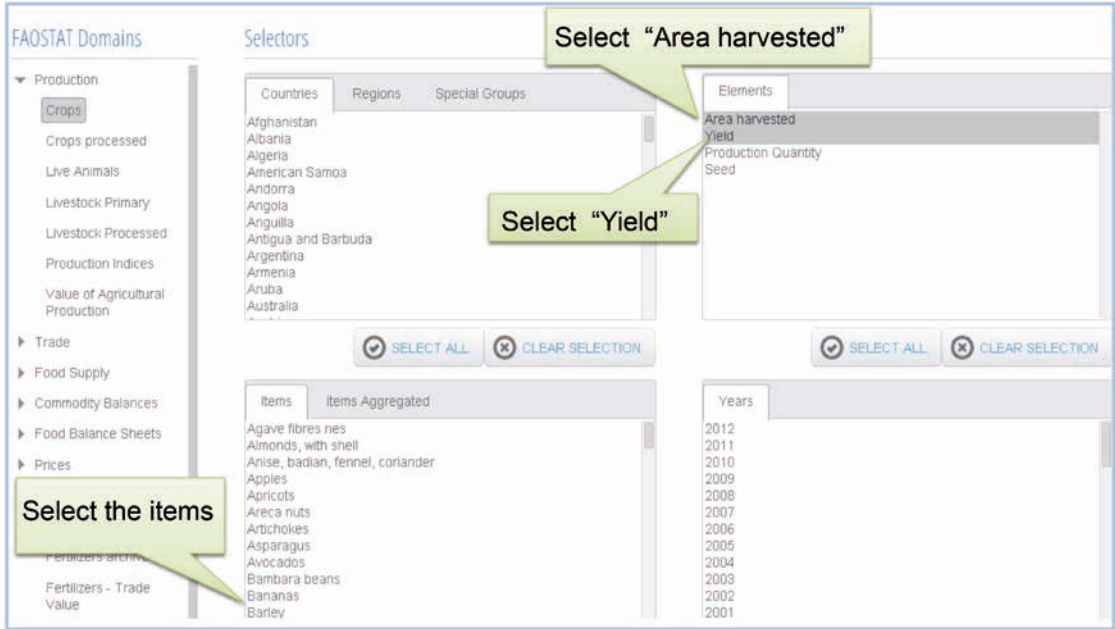 FAOSTAT Domains
Production
Crops
Crops processed
Live Animals
Livestock Primary
Livestock Processed
Production Indices
Value of Agricultural
Production
Trade
Food Supply
Commodity Balances
Food Balance Sheets
Prices
Select the items
Fertilizers - Trade
Value
Selectors
Countries Regions Special Groups
Afghanistan
Albania
Algeria
American Samoa
Andorra
Angola
Anguilla
Antigua and Barbuda
Argentina
Armenia
Aruba
Australia
SELECT ALL CLEAR SELECTION
Select “Area harvested”
Elements
Area harvested
Yield
Production Quantity
Seed
Select “Yield”
SELECT ALL CLEAR SELECTION
Items Items Aggregated
Agave fibres nes
Almonds, with shell
Anise, badian, fennel, coriander
Apples
Apricots
Areca nuts
Artichokes
Asparagus
Avocados
Bambara beans
Bananas
Barley
Years
2012
2011
2010
2009
2008
2007
2006
2005
2004
2003
2002
2001